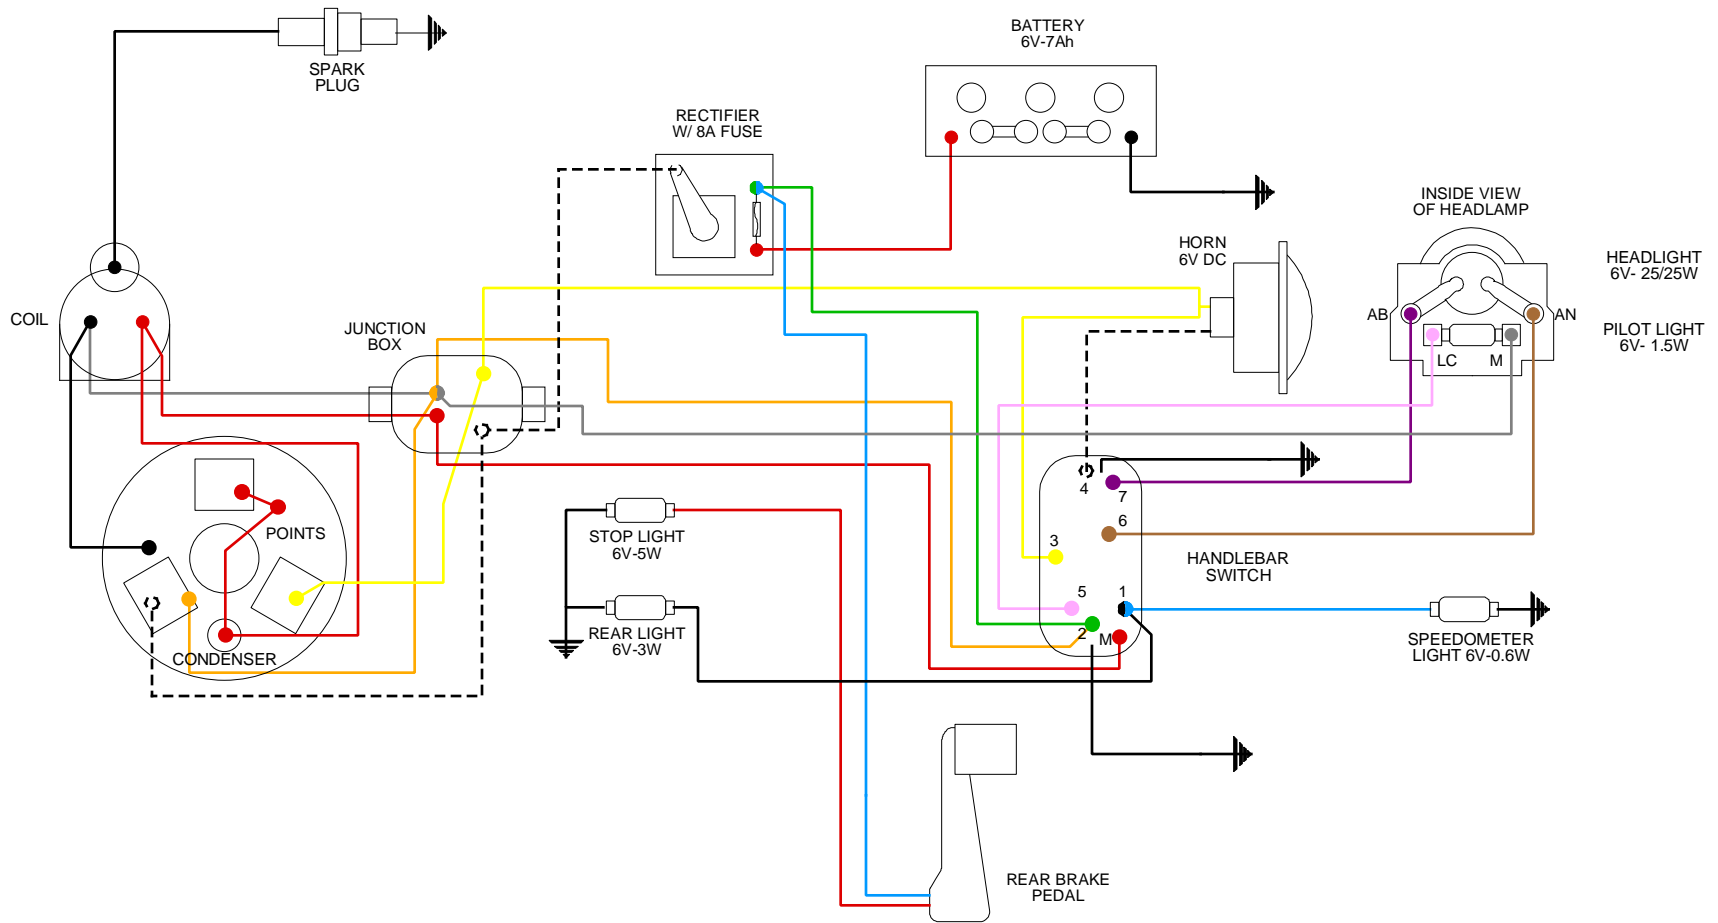 SPARK
PLUG
BATTERY
6V-7Ah
RECTIFIER
W/ 8A FUSE
INSIDE VIEW
OF HEADLAMP
HORN
6V DC
HEADLIGHT
6V- 25/25W
COIL
JUNCTION
BOX
AB
AN
PILOT LIGHT
6V- 1.5W
LC
M
4
7
6
3
5
1
2
M
POINTS
STOP LIGHT
6V-5W
HANDLEBAR
SWITCH
REAR LIGHT
6V-3W
SPEEDOMETER
LIGHT 6V-0.6W
CONDENSER
REAR BRAKE
PEDAL